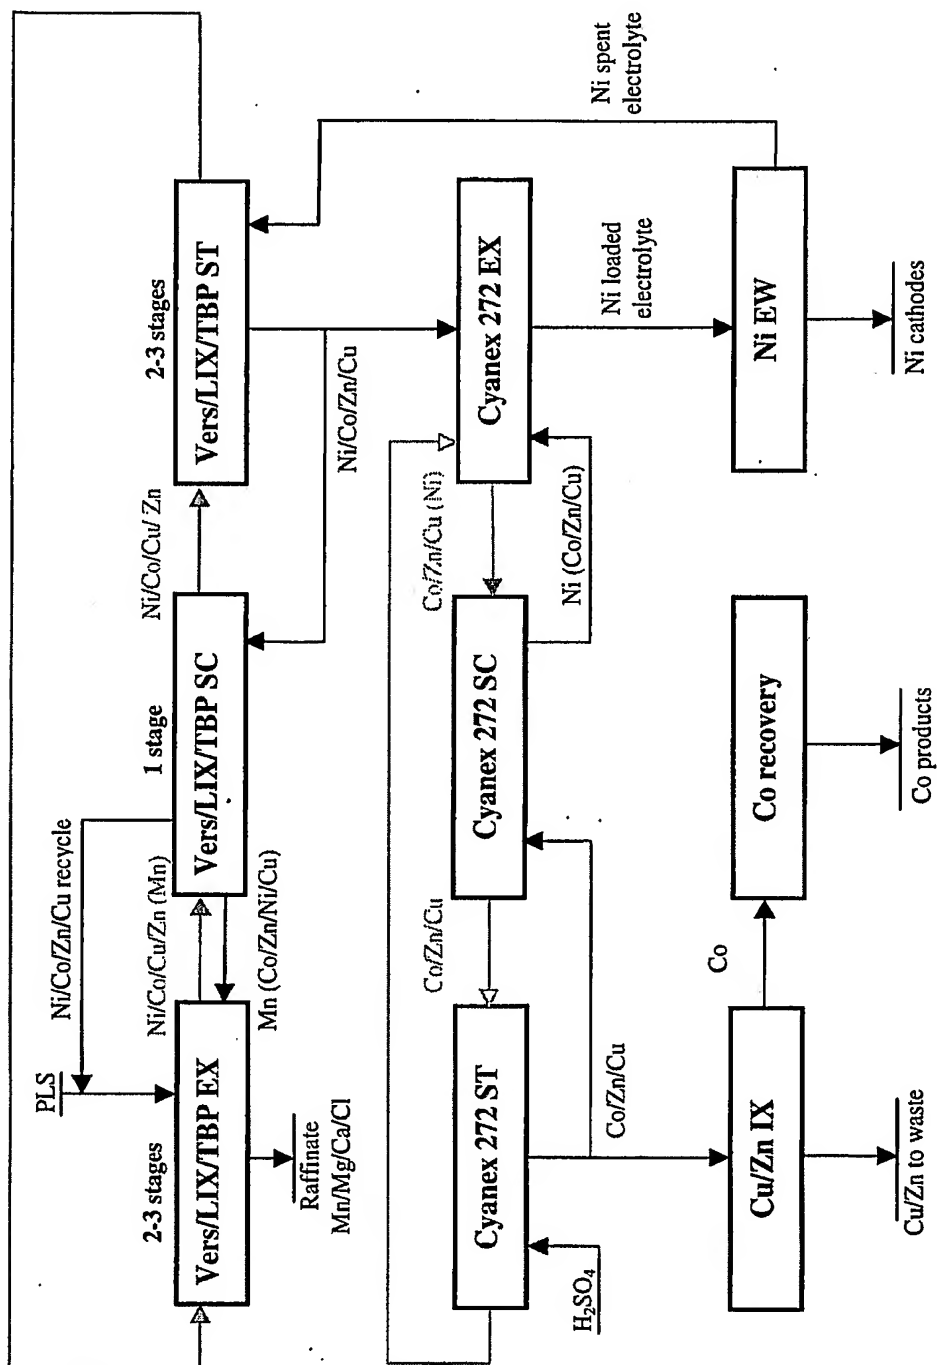 PLS
Ni/Co/Zn/Cu recycle
2-3 stages
Vers/LIX/TBP EX
Ni/Co/Cu/Zn (Mn)
Mn (Co/Zn/Ni/Cu)
Raffinate
Mn/Mg/Ca/Cl
1 stage
Vers/LIX/TBP SC
Ni/Co/Cu/ Zn
2-3 stages
Vers/LIX/TBP ST
Ni/Co/Zn/Cu
Ni spent
electrolyte
Cyanex 272 ST
H₂SO₄
Co/Zn/Cu
Co/Zn/Cu
Cyanex 272 SC
Co/Zn/Cu (Ni)
Ni (Co/Zn/Cu)
Cyanex 272 EX
Ni loaded
electrolyte
Cu/Zn IX
Cu/Zn to waste
Co
Co recovery
Co products
Ni EW
Ni cathodes